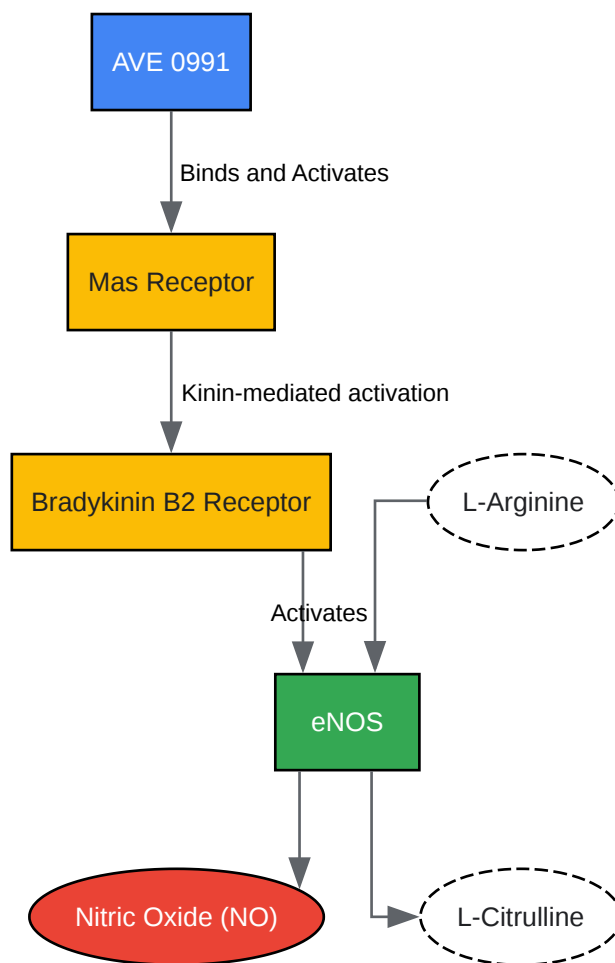 AVE 0991
Binds and Activates
Mas Receptor
Kinin-mediated activation
Bradykinin B2 Receptor
L-Arginine
Activates
eNOS
Nitric Oxide (NO)
L-Citrulline